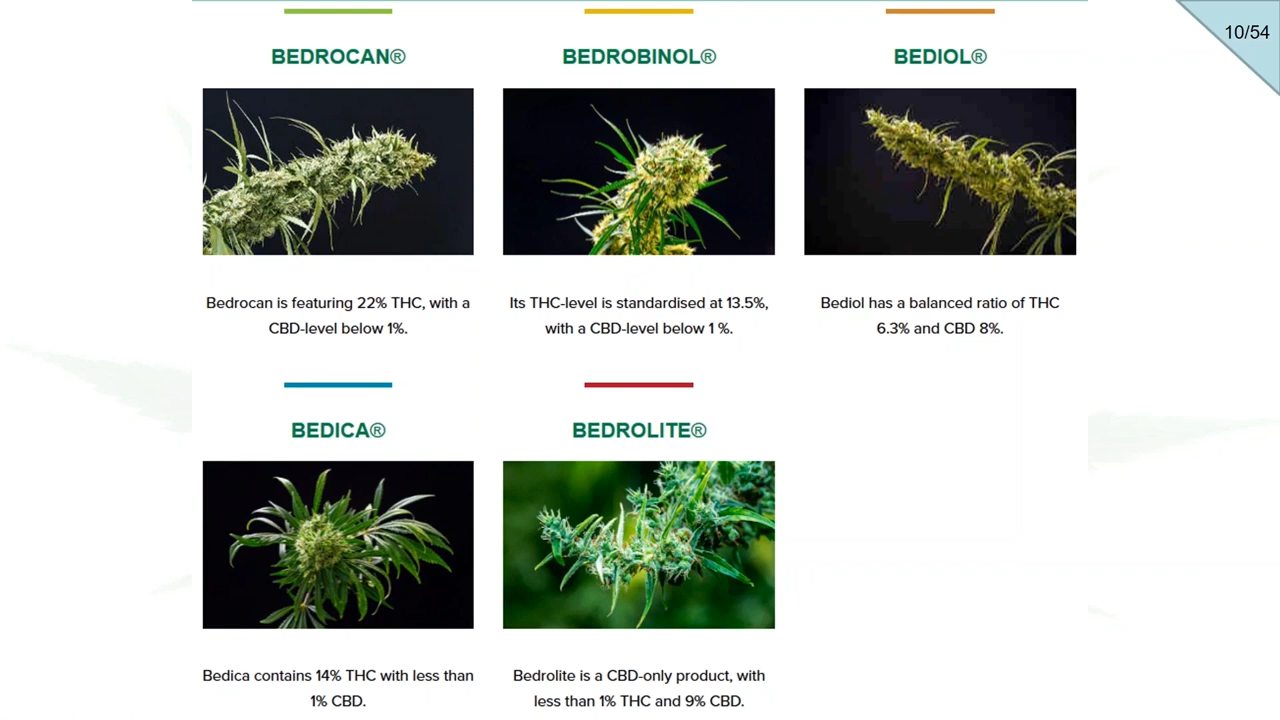 10/54
BEDROCAN®
BEDROBINOL®
BEDIOL®
Bedrocan is featuring 22% THC, with a
CBD-level below 1%.
Its THC-level is standardised at 13.5%,
with a CBD-level below 1 %.
Bediol has a balanced ratio of THC
6.3% and CBD 8%.
BEDICA®
BEDROLITE®
Bedica contains 14% THC with less than
1% CBD.
Bedrolite is a CBD-only product, with
less than 1% THC and 9% CBD.